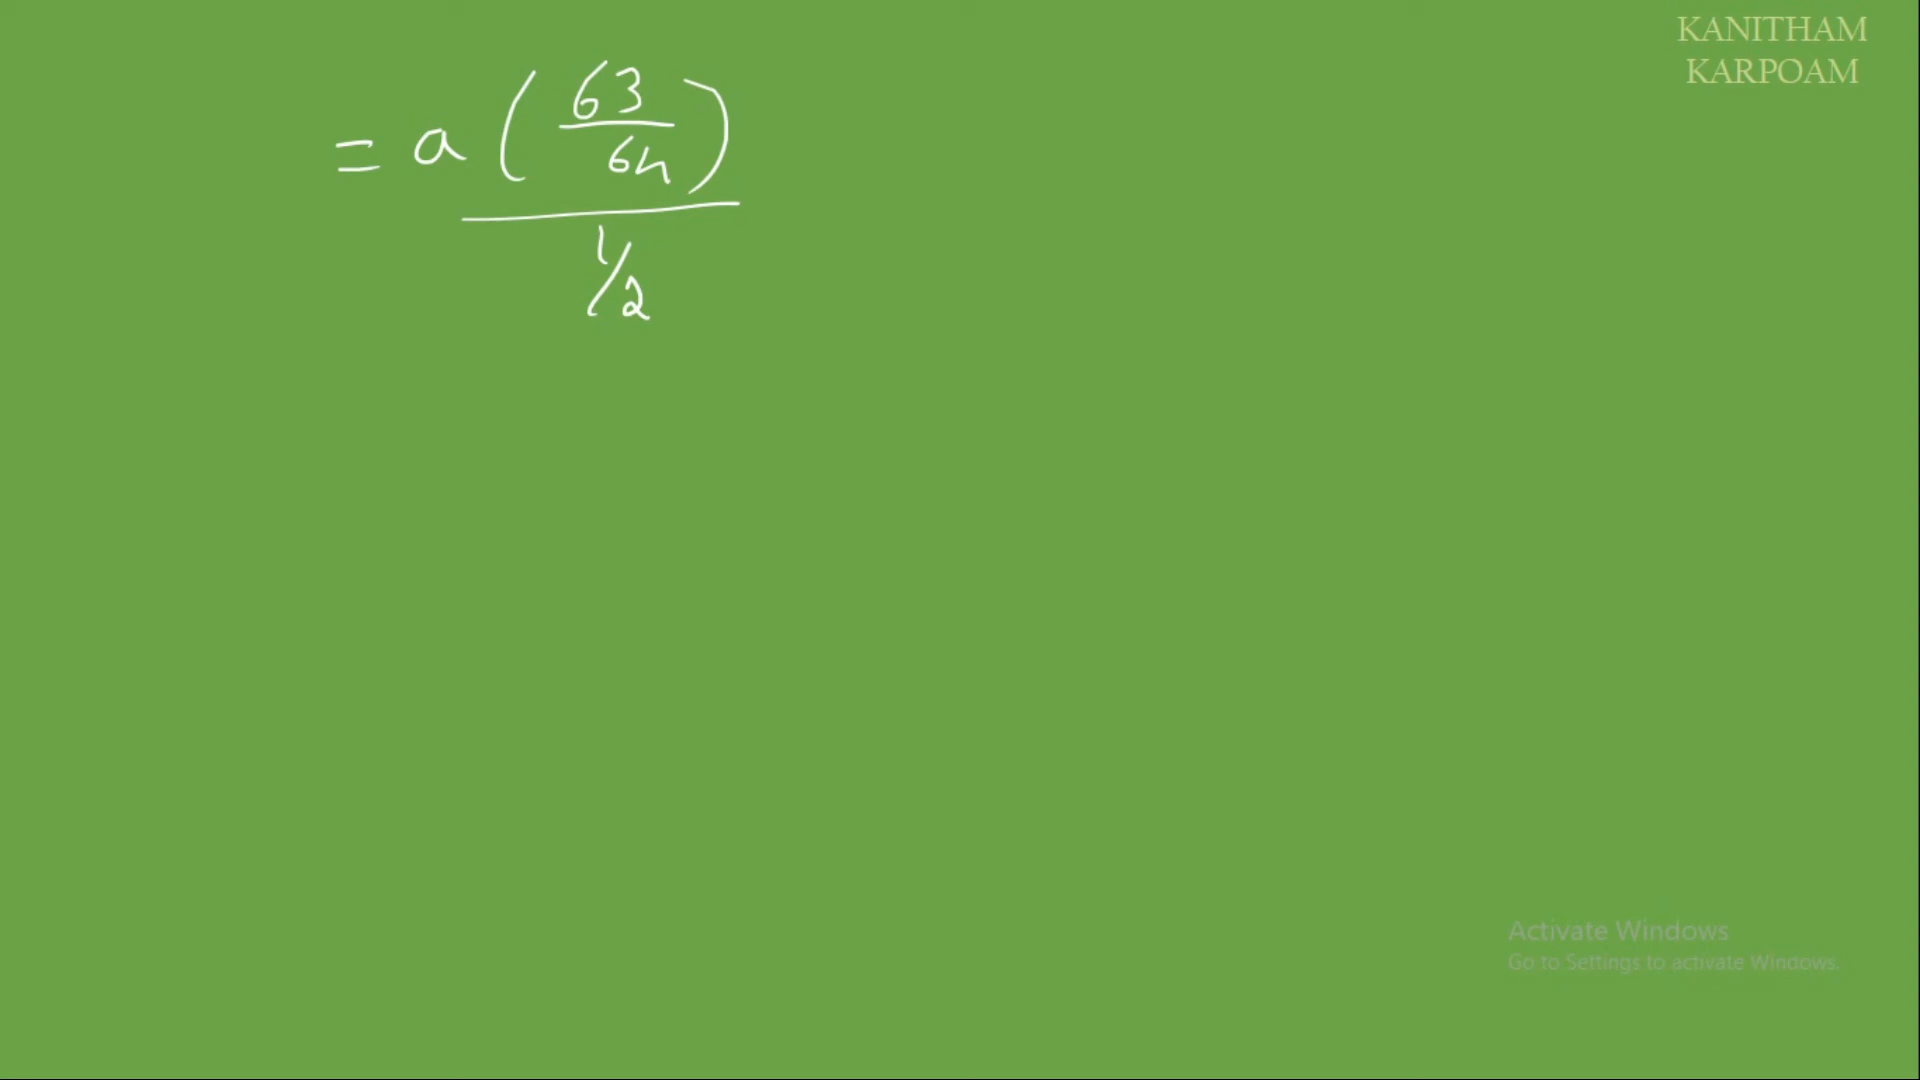 KANITHAM
KARPOAM
= a ( 63 / 64 )
1/2
Activate Windows
Go to Settings to activate Windows.